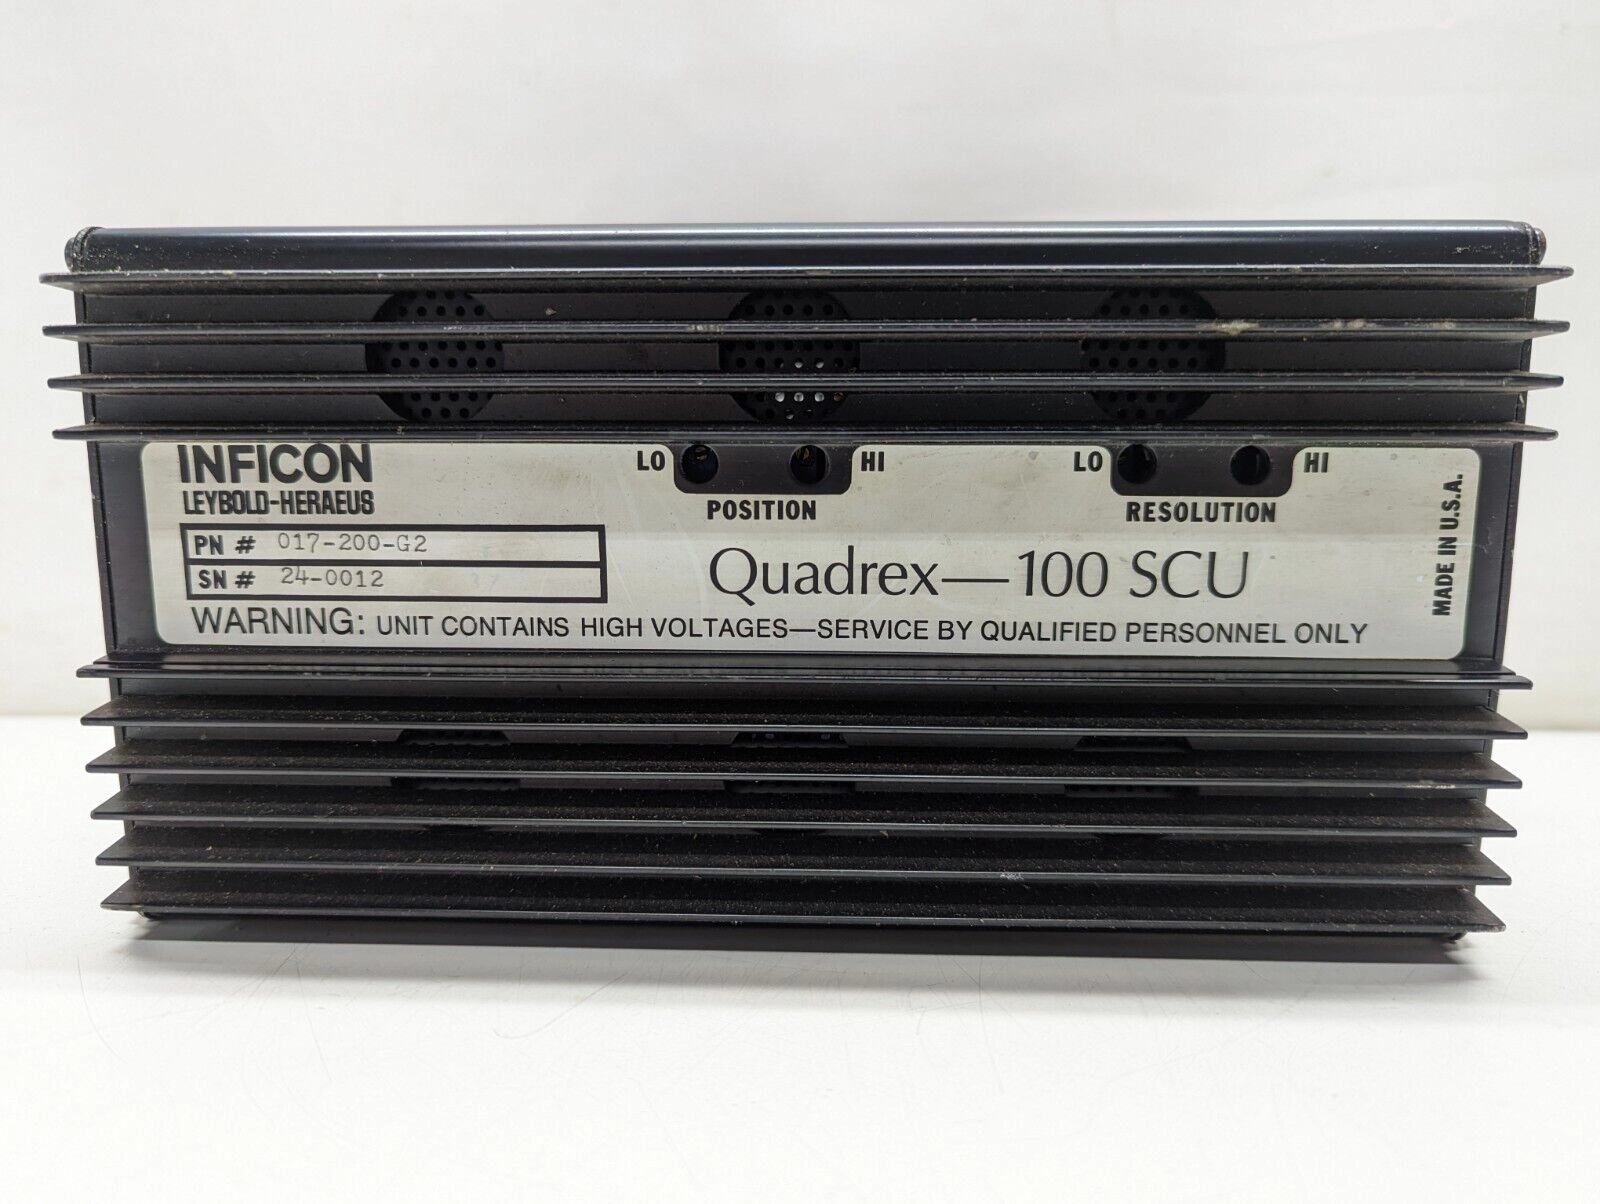 INFICON
LEYBOLD-HERAEUS
LO HI
POSITION
LO HI
RESOLUTION
PN # 017-200-G2
SN # 24-0012
Quadrex—100 SCU
WARNING: UNIT CONTAINS HIGH VOLTAGES—SERVICE BY QUALIFIED PERSONNEL ONLY
MADE IN U.S.A.